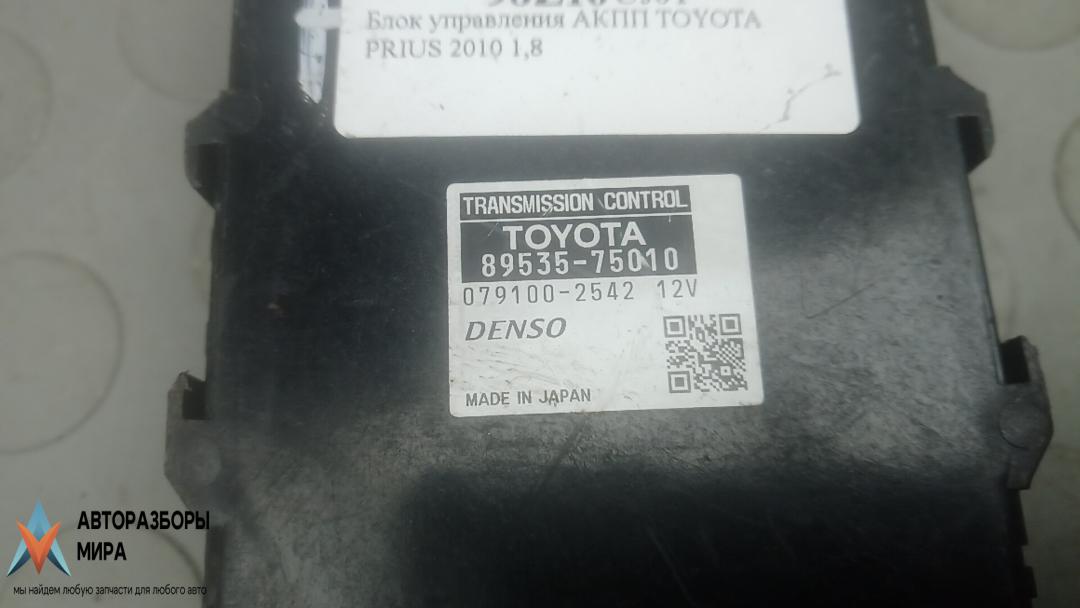 Блок управления АКПП TOYOTA
PRIUS 2010 1,8
TRANSMISSION CONTROL
TOYOTA
89535-75010
079100-2542 12V
DENSO
MADE IN JAPAN
АВТОРАЗБОРЫ
МИРА
мы найдем любую запчасти для любого авто